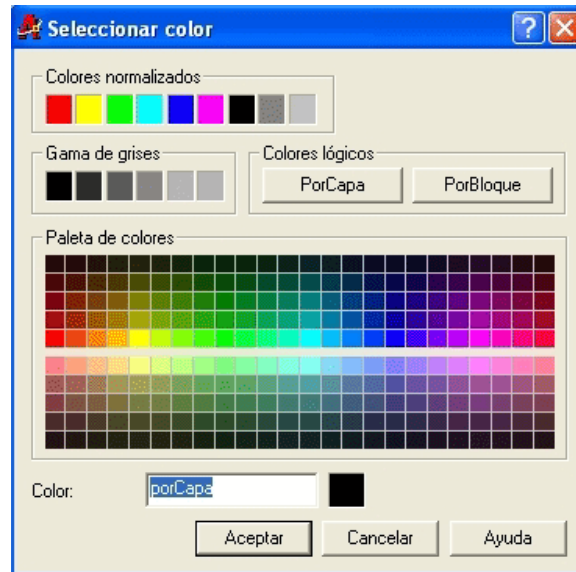 Seleccionar color
Colores normalizados
Gama de grises
Colores lógicos
PorCapa
PorBloque
Paleta de colores
Color:
porCapa
Aceptar
Cancelar
Ayuda